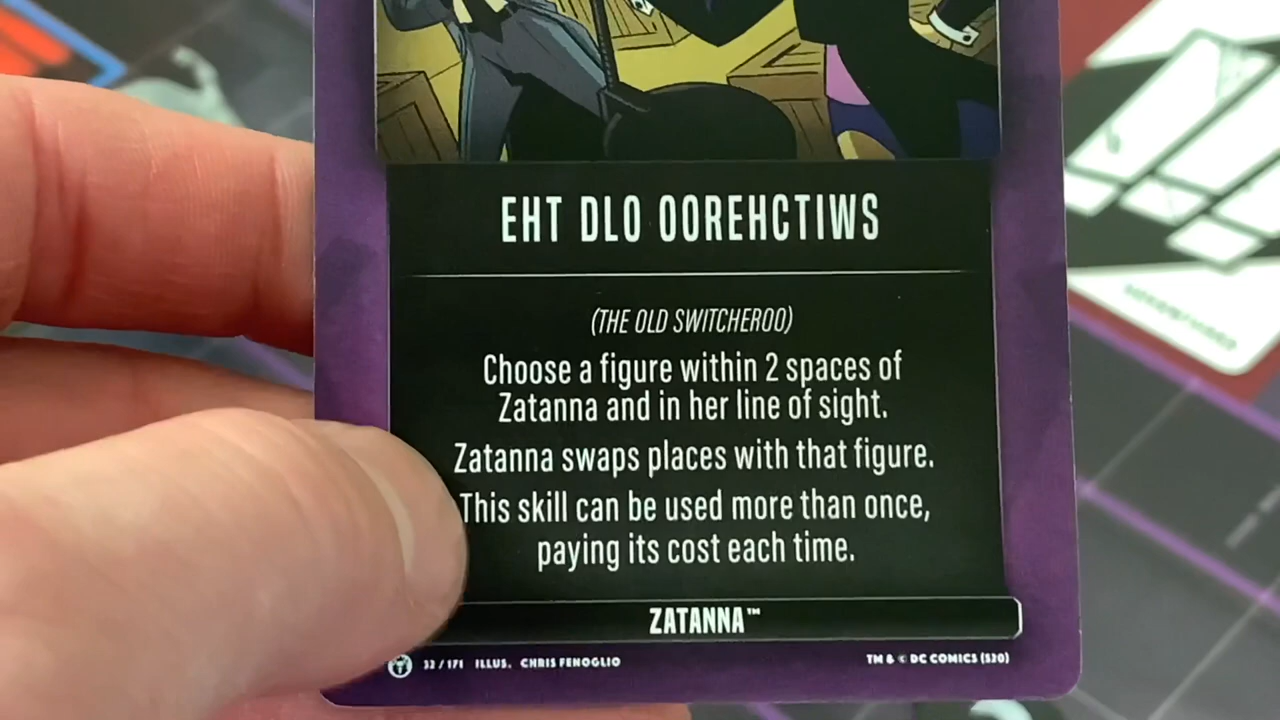 EHT DLO OOREHCTIWS
(THE OLD SWITCHEROO)
Choose a figure within 2 spaces of
Zatanna and in her line of sight.
Zatanna swaps places with that figure.
This skill can be used more than once,
paying its cost each time.
ZATANNA™
32 / 171 ILLUS. CHRIS FENOGLIO
TM & © DC COMICS (S20)